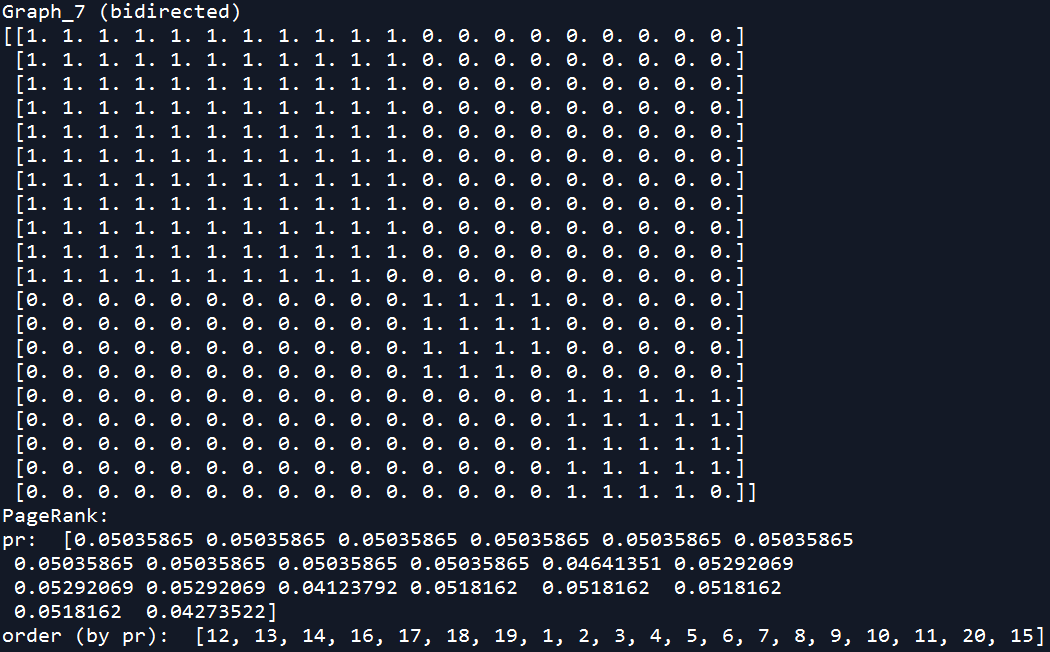 Graph_7 (bidirected)
[[1. 1. 1. 1. 1. 1. 1. 1. 1. 1. 1. 0. 0. 0. 0. 0. 0. 0. 0. 0.]
 [1. 1. 1. 1. 1. 1. 1. 1. 1. 1. 1. 0. 0. 0. 0. 0. 0. 0. 0. 0.]
 [1. 1. 1. 1. 1. 1. 1. 1. 1. 1. 1. 0. 0. 0. 0. 0. 0. 0. 0. 0.]
 [1. 1. 1. 1. 1. 1. 1. 1. 1. 1. 1. 0. 0. 0. 0. 0. 0. 0. 0. 0.]
 [1. 1. 1. 1. 1. 1. 1. 1. 1. 1. 1. 0. 0. 0. 0. 0. 0. 0. 0. 0.]
 [1. 1. 1. 1. 1. 1. 1. 1. 1. 1. 1. 0. 0. 0. 0. 0. 0. 0. 0. 0.]
 [1. 1. 1. 1. 1. 1. 1. 1. 1. 1. 1. 0. 0. 0. 0. 0. 0. 0. 0. 0.]
 [1. 1. 1. 1. 1. 1. 1. 1. 1. 1. 1. 0. 0. 0. 0. 0. 0. 0. 0. 0.]
 [1. 1. 1. 1. 1. 1. 1. 1. 1. 1. 1. 0. 0. 0. 0. 0. 0. 0. 0. 0.]
 [1. 1. 1. 1. 1. 1. 1. 1. 1. 1. 1. 0. 0. 0. 0. 0. 0. 0. 0. 0.]
 [1. 1. 1. 1. 1. 1. 1. 1. 1. 1. 0. 0. 0. 0. 0. 0. 0. 0. 0. 0.]
 [0. 0. 0. 0. 0. 0. 0. 0. 0. 0. 0. 1. 1. 1. 1. 0. 0. 0. 0. 0.]
 [0. 0. 0. 0. 0. 0. 0. 0. 0. 0. 0. 1. 1. 1. 1. 0. 0. 0. 0. 0.]
 [0. 0. 0. 0. 0. 0. 0. 0. 0. 0. 0. 1. 1. 1. 1. 0. 0. 0. 0. 0.]
 [0. 0. 0. 0. 0. 0. 0. 0. 0. 0. 0. 1. 1. 1. 0. 0. 0. 0. 0. 0.]
 [0. 0. 0. 0. 0. 0. 0. 0. 0. 0. 0. 0. 0. 0. 0. 1. 1. 1. 1. 1.]
 [0. 0. 0. 0. 0. 0. 0. 0. 0. 0. 0. 0. 0. 0. 0. 1. 1. 1. 1. 1.]
 [0. 0. 0. 0. 0. 0. 0. 0. 0. 0. 0. 0. 0. 0. 0. 1. 1. 1. 1. 1.]
 [0. 0. 0. 0. 0. 0. 0. 0. 0. 0. 0. 0. 0. 0. 0. 1. 1. 1. 1. 1.]
 [0. 0. 0. 0. 0. 0. 0. 0. 0. 0. 0. 0. 0. 0. 0. 1. 1. 1. 1. 0.]]
PageRank:
pr:  [0.05035865 0.05035865 0.05035865 0.05035865 0.05035865 0.05035865
 0.05035865 0.05035865 0.05035865 0.05035865 0.04641351 0.05292069
 0.05292069 0.05292069 0.04123792 0.0518162  0.0518162  0.0518162
 0.0518162  0.04273522]
order (by pr):  [12, 13, 14, 16, 17, 18, 19, 1, 2, 3, 4, 5, 6, 7, 8, 9, 10, 11, 20, 15]